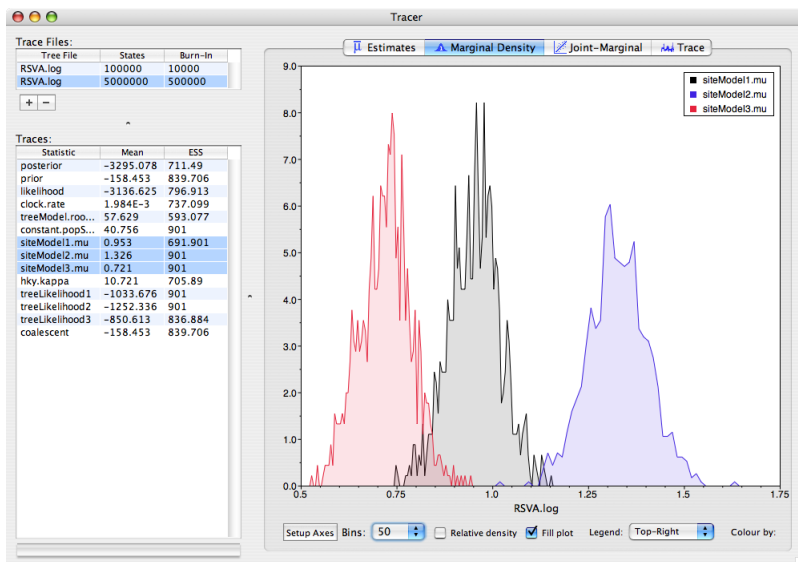 Tracer
Trace Files:
Tree File States Burn-In
RSVA.log 100000 10000
RSVA.log 5000000 500000
+ −
Traces:
Statistic Mean ESS
posterior -3295.078 711.49
prior -158.453 839.706
likelihood -3136.625 796.913
clock.rate 1.984E-3 737.099
treeModel.roo... 57.629 593.077
constant.popS... 40.756 901
siteModel1.mu 0.953 691.901
siteModel2.mu 1.326 901
siteModel3.mu 0.721 901
hky.kappa 10.721 705.89
treeLikelihood1 -1033.676 901
treeLikelihood2 -1252.336 901
treeLikelihood3 -850.613 836.884
coalescent -158.453 839.706
μ Estimates Marginal Density Joint-Marginal Trace
siteModel1.mu
siteModel2.mu
siteModel3.mu
9.0
8.0
7.0
6.0
5.0
4.0
3.0
2.0
1.0
0.0
0.5 0.75 1.0 1.25 1.5 1.75
RSVA.log
Setup Axes Bins: 50 Relative density Fill plot Legend: Top-Right Colour by: